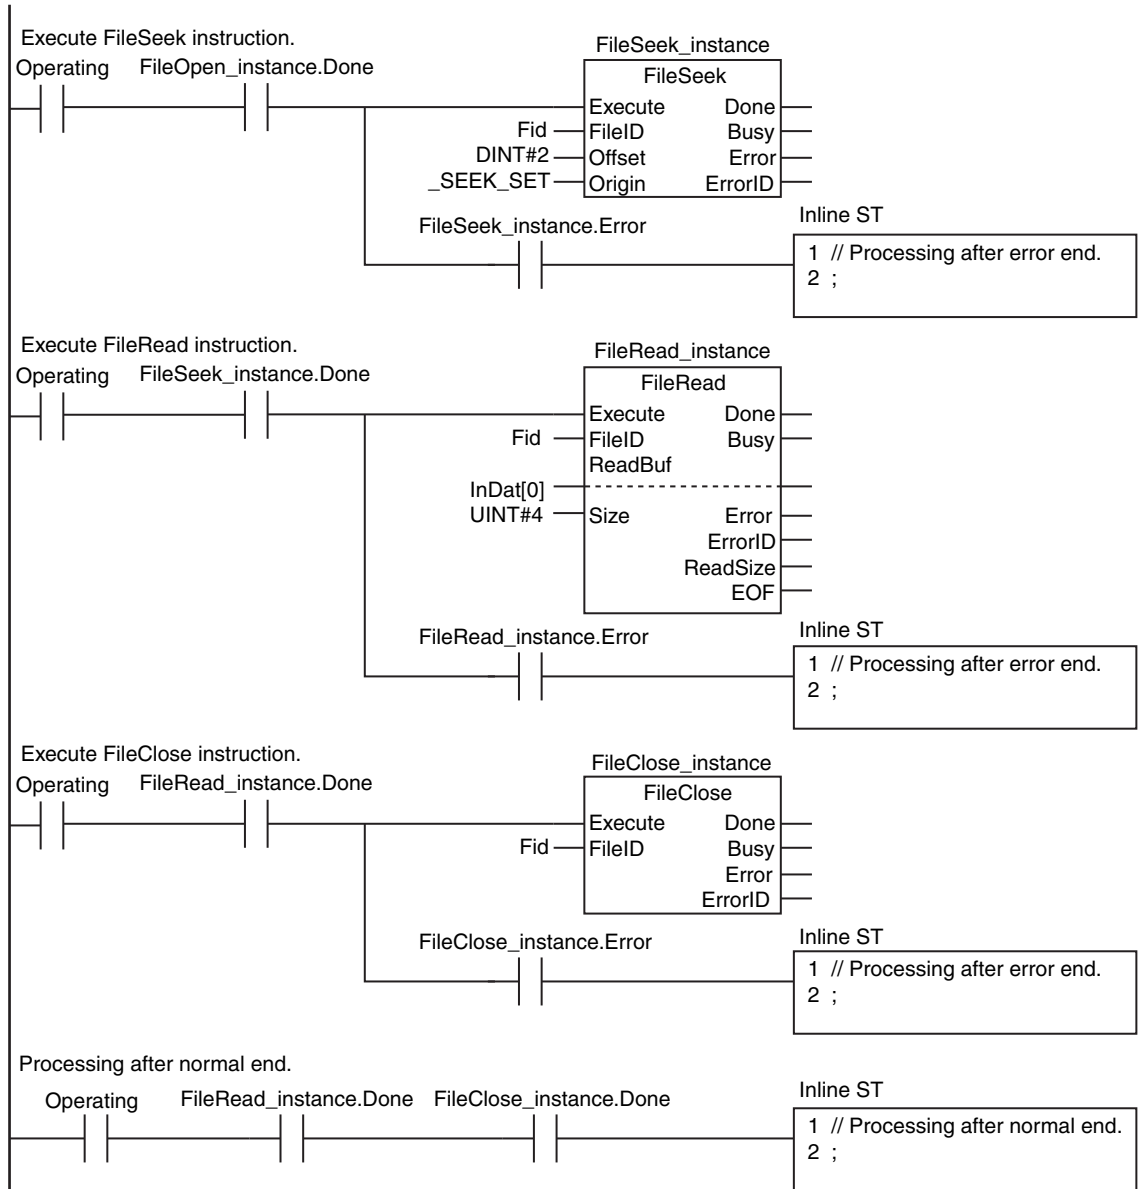 Execute FileSeek instruction.
Operating FileOpen_instance.Done
FileSeek_instance
FileSeek
Execute Done
Fid FileID Busy
DINT#2 Offset Error
_SEEK_SET Origin ErrorID
FileSeek_instance.Error
Inline ST
1 // Processing after error end.
2 ;
Execute FileRead instruction.
Operating FileSeek_instance.Done
FileRead_instance
FileRead
Execute Done
Fid FileID Busy
ReadBuf
InDat[0]
UINT#4 Size Error
ErrorID
ReadSize
EOF
FileRead_instance.Error
Inline ST
1 // Processing after error end.
2 ;
Execute FileClose instruction.
Operating FileRead_instance.Done
FileClose_instance
FileClose
Execute Done
Fid FileID Busy
Error
ErrorID
FileClose_instance.Error
Inline ST
1 // Processing after error end.
2 ;
Processing after normal end.
Operating FileRead_instance.Done FileClose_instance.Done
Inline ST
1 // Processing after normal end.
2 ;